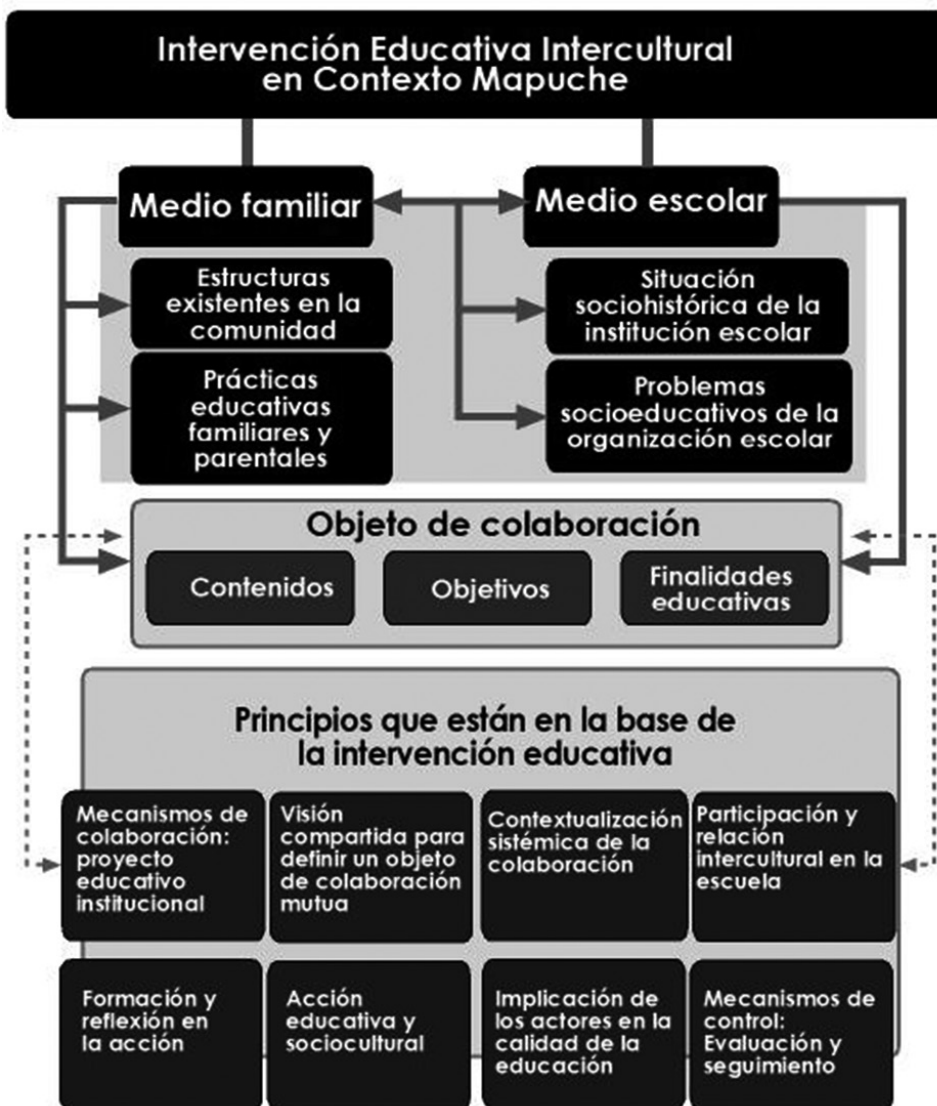 Intervención Educativa Intercultural
en Contexto Mapuche
Medio familiar
Medio escolar
Estructuras
existentes en la
comunidad
Situación
sociohistórica de la
institución escolar
Prácticas
educativas
familiares y
parentales
Problemas
socioeducativos de la
organización escolar
Objeto de colaboración
Contenidos
Objetivos
Finalidades
educativas
Principios que están en la base de
la intervención educativa
Mecanismos de
colaboración:
proyecto
educativo
institucional
Visión
compartida para
definir un objeto
de colaboración
mutua
Contextualización
sistémica de la
colaboración
Participación y
relación
intercultural en la
escuela
Formación y
reflexión en
la acción
Acción
educativa y
sociocultural
Implicación de
los actores en la
calidad de la
educación
Mecanismos de
control:
Evaluación y
seguimiento